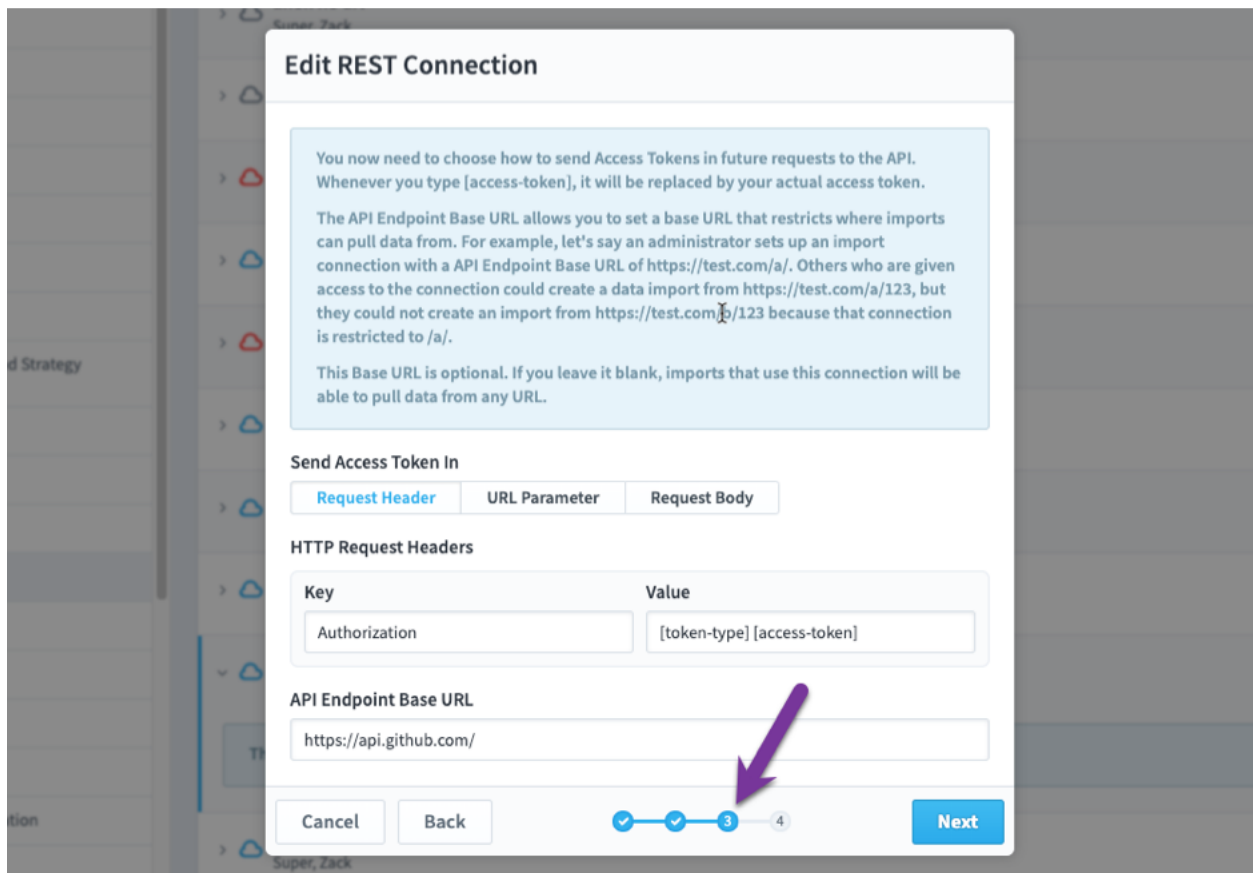 Super, Zack
Edit REST Connection
You now need to choose how to send Access Tokens in future requests to the API.
Whenever you type [access-token], it will be replaced by your actual access token.
The API Endpoint Base URL allows you to set a base URL that restricts where imports
can pull data from. For example, let's say an administrator sets up an import
connection with a API Endpoint Base URL of https://test.com/a/. Others who are given
access to the connection could create a data import from https://test.com/a/123, but
they could not create an import from https://test.com/b/123 because that connection
is restricted to /a/.
d Strategy
This Base URL is optional. If you leave it blank, imports that use this connection will be
able to pull data from any URL.
Send Access Token In
Request Header URL Parameter Request Body
HTTP Request Headers
Key Value
Authorization [token-type] [access-token]
API Endpoint Base URL
https://api.github.com/
Th
tion
Cancel Back 3 4 Next
Super, Zack